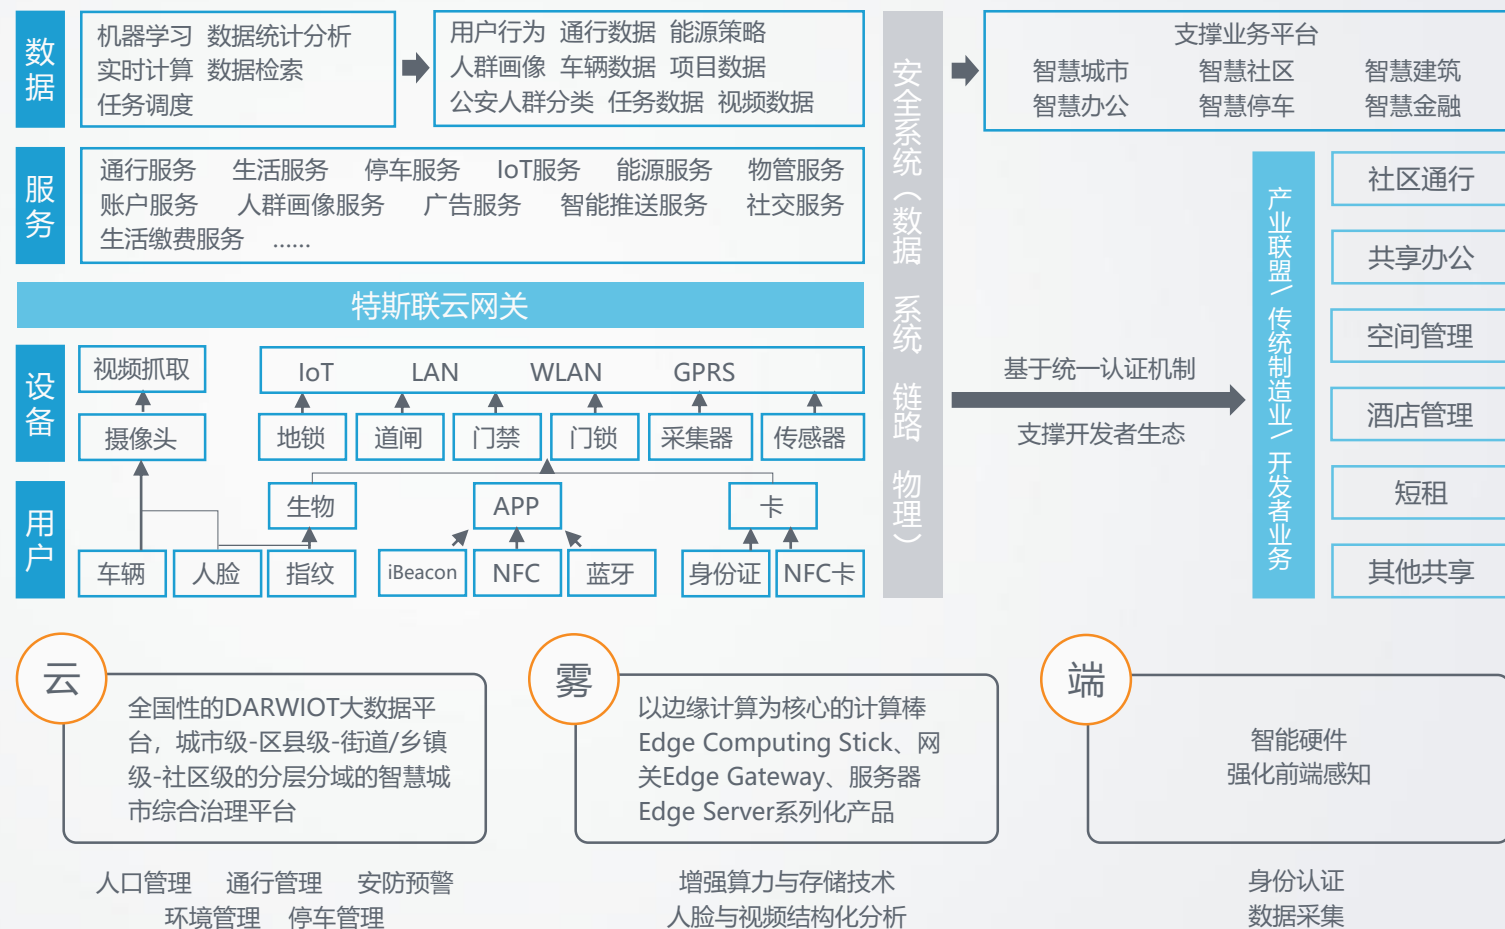 数据
机器学习 数据统计分析
实时计算 数据检索
任务调度
用户行为 通行数据 能源策略
人群画像 车辆数据 项目数据
公安人群分类 任务数据 视频数据
支撑业务平台
智慧城市 智慧社区 智慧建筑
智慧办公 智慧停车 智慧金融
服务
通行服务 生活服务 停车服务 IoT服务 能源服务 物管服务
账户服务 人群画像服务 广告服务 智能推送服务 社交服务
生活缴费服务 ……
特斯联云网关
安全系统（数据 系统 链路 物理）
设备
视频抓取
IoT LAN WLAN GPRS
摄像头 地锁 道闸 门禁 门锁 采集器 传感器
用户
生物 APP 卡
车辆 人脸 指纹 iBeacon NFC 蓝牙 身份证 NFC卡
基于统一认证机制
支撑开发者生态
产业联盟/传统制造业/开发者业务
社区通行
共享办公
空间管理
酒店管理
短租
其他共享
云
全国性的DARWIOT大数据平
台，城市级-区县级-街道/乡镇
级-社区级的分层分域的智慧城
市综合治理平台
人口管理 通行管理 安防预警
环境管理 停车管理
雾
以边缘计算为核心的计算棒
Edge Computing Stick、网
关Edge Gateway、服务器
Edge Server系列化产品
增强算力与存储技术
人脸与视频结构化分析
端
智能硬件
强化前端感知
身份认证
数据采集